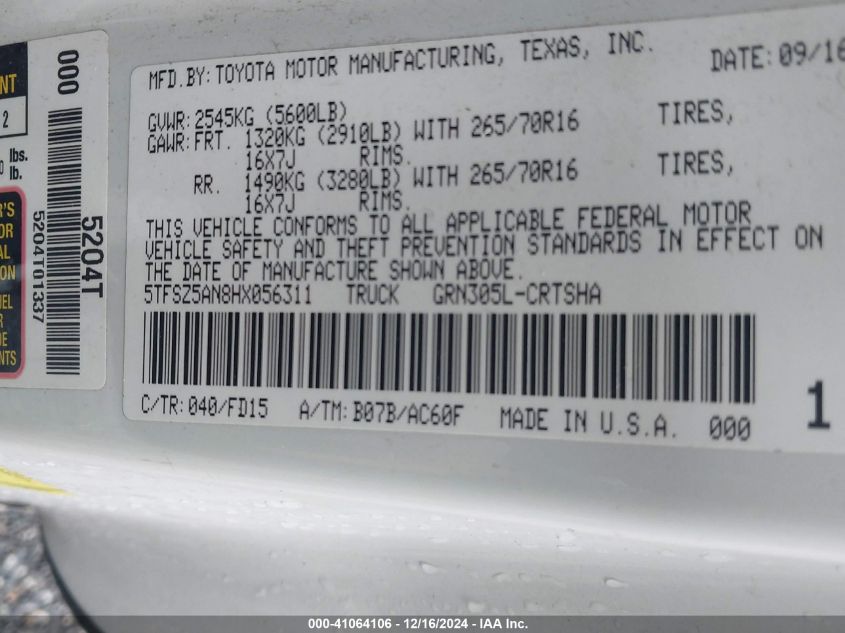 MFD.BY:TOYOTA MOTOR MANUFACTURING, TEXAS, INC. DATE:09/16
GVWR:2545KG (5600LB)
GAWR:FRT. 1320KG (2910LB) WITH 265/70R16 TIRES,
16X7J RIMS.
RR. 1490KG (3280LB) WITH 265/70R16 TIRES,
16X7J RIMS.
THIS VEHICLE CONFORMS TO ALL APPLICABLE FEDERAL MOTOR
VEHICLE SAFETY AND THEFT PREVENTION STANDARDS IN EFFECT ON
THE DATE OF MANUFACTURE SHOWN ABOVE.
5TFSZ5AN8HX056311 TRUCK GRN305L-CRTSHA
C/TR:040/FD15 A/TM:B07B/AC60F MADE IN U.S.A. 000
1
000
5204T
5204101337
2
lbs.
lb.
000-41064106 - 12/16/2024 - IAA Inc.